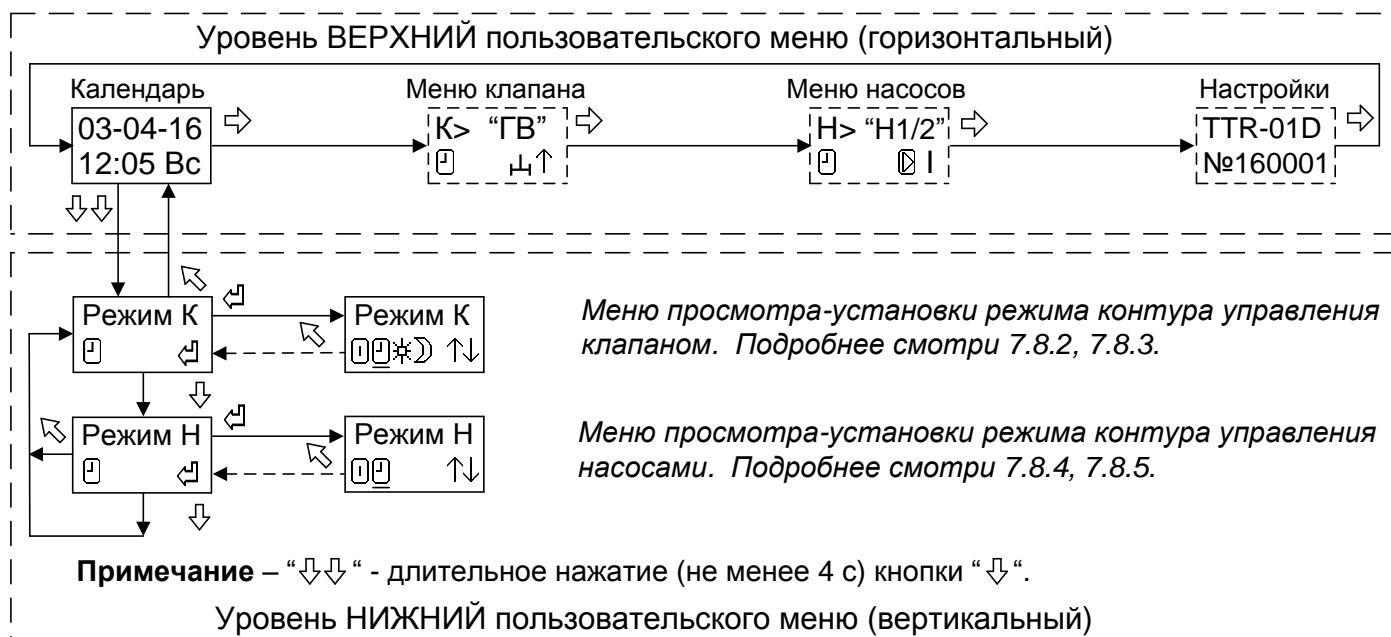 Уровень ВЕРХНИЙ пользовательского меню (горизонтальный)
Календарь
Меню клапана
Меню насосов
Настройки
03-04-16
12:05 Вс
К> “ГВ”
Н> “Н1/2”
I
TTR-01D
№160001
Режим К
Режим К
Меню просмотра-установки режима контура управления
клапаном. Подробнее смотри 7.8.2, 7.8.3.
Режим Н
Режим Н
Меню просмотра-установки режима контура управления
насосами. Подробнее смотри 7.8.4, 7.8.5.
Примечание – “⇩⇩“ - длительное нажатие (не менее 4 с) кнопки “⇩“.
Уровень НИЖНИЙ пользовательского меню (вертикальный)